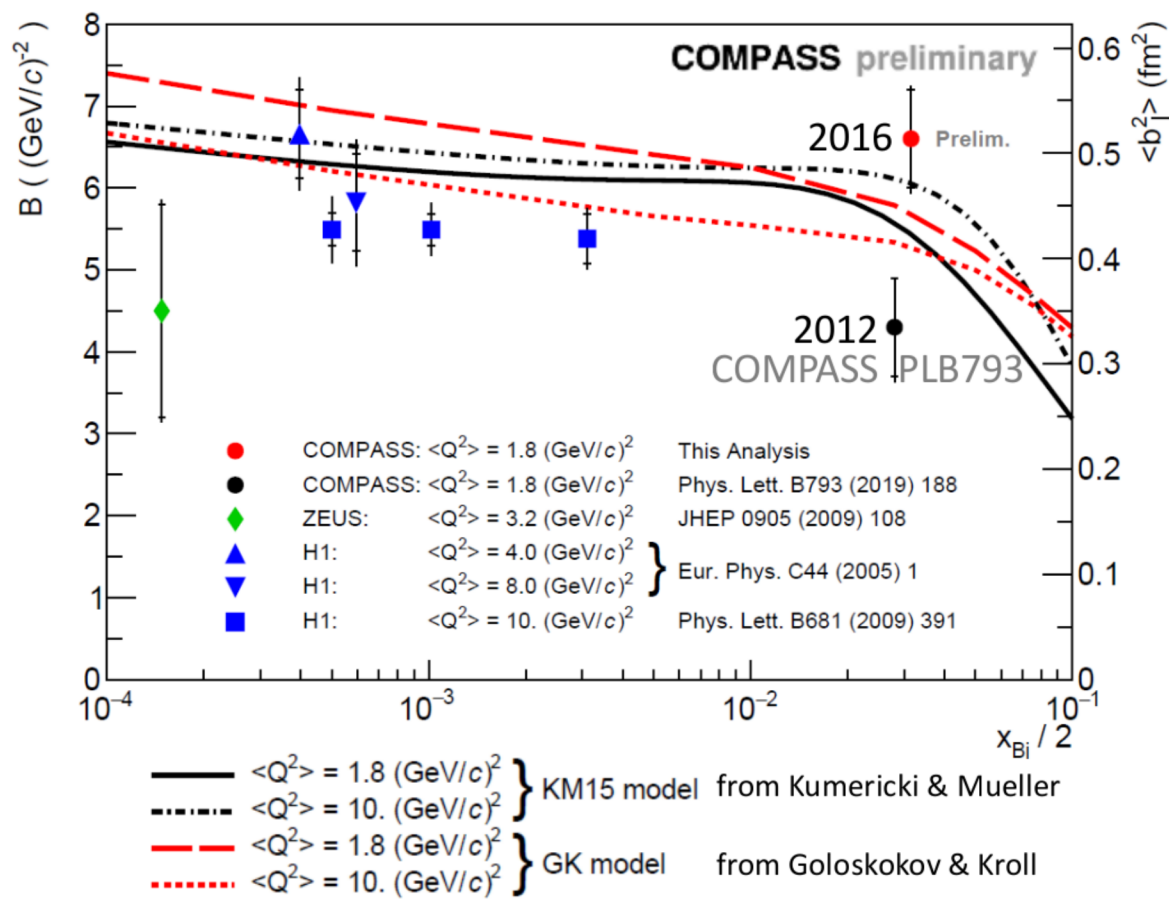 COMPASS preliminary
B ( (GeV/c)⁻²)
8
7
6
5
4
3
2
1
0
<b²_⊥> (fm²)
0.6
0.5
0.4
0.3
0.2
0.1
0
2016 Prelim.
2012
COMPASS PLB793
COMPASS: <Q²> = 1.8 (GeV/c)² This Analysis
COMPASS: <Q²> = 1.8 (GeV/c)² Phys. Lett. B793 (2019) 188
ZEUS: <Q²> = 3.2 (GeV/c)² JHEP 0905 (2009) 108
H1: <Q²> = 4.0 (GeV/c)²
H1: <Q²> = 8.0 (GeV/c)² } Eur. Phys. C44 (2005) 1
H1: <Q²> = 10. (GeV/c)² Phys. Lett. B681 (2009) 391
10⁻⁴ 10⁻³ 10⁻² 10⁻¹
x_Bj / 2
<Q²> = 1.8 (GeV/c)²
<Q²> = 10. (GeV/c)² } KM15 model from Kumericki & Mueller
<Q²> = 1.8 (GeV/c)²
<Q²> = 10. (GeV/c)² } GK model from Goloskokov & Kroll